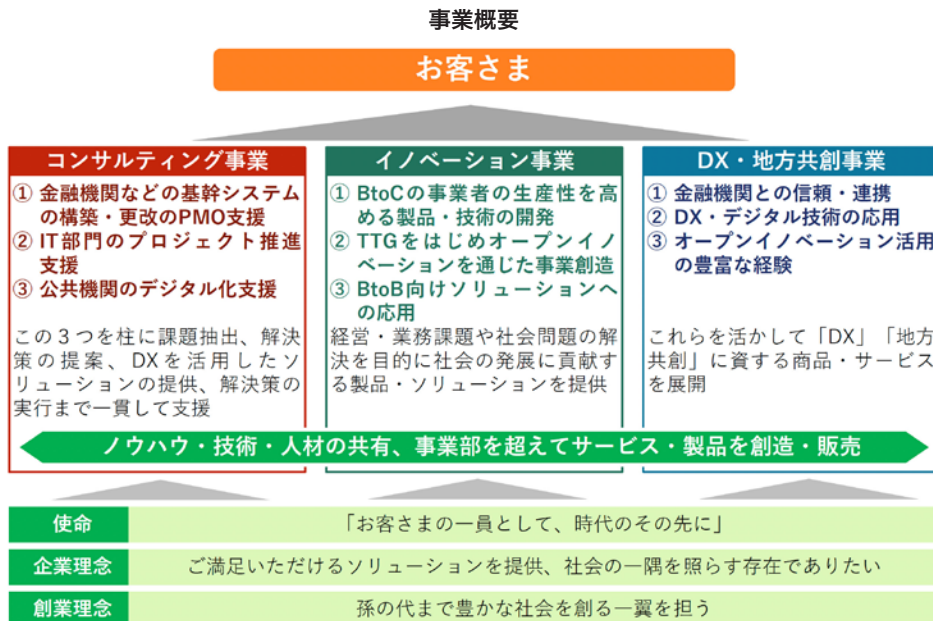 事業概要
お客さま
コンサルティング事業
① 金融機関などの基幹システム
の構築・更改のPMO支援
② IT部門のプロジェクト推進
支援
③ 公共機関のデジタル化支援
この３つを柱に課題抽出、解決
策の提案、DXを活用したソ
リューションの提供、解決策の
実行まで一貫して支援
イノベーション事業
① BtoCの事業者の生産性を高
める製品・技術の開発
② TTGをはじめオープンイノ
ベーションを通じた事業創造
③ BtoB向けソリューションへ
の応用
経営・業務課題や社会問題の解
決を目的に社会の発展に貢献す
る製品・ソリューションを提供
DX・地方共創事業
① 金融機関との信頼・連携
② DX・デジタル技術の応用
③ オープンイノベーション活用
の豊富な経験
これらを活かして「DX」「地方
共創」に資する商品・サービス
を展開
ノウハウ・技術・人材の共有、事業部を超えてサービス・製品を創造・販売
使命
「お客さまの一員として、時代のその先に」
企業理念
ご満足いただけるソリューションを提供、社会の一隅を照らす存在でありたい
創業理念
孫の代まで豊かな社会を創る一翼を担う